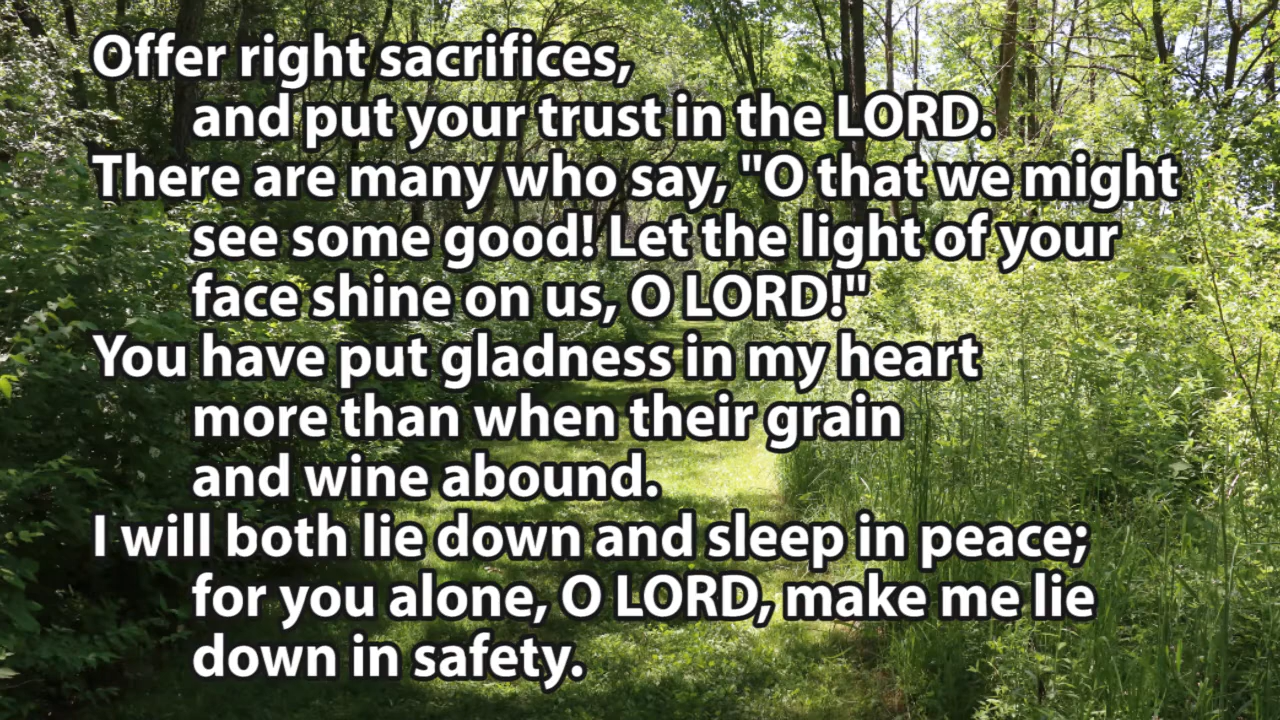 Offer right sacrifices,
and put your trust in the LORD.
There are many who say, "O that we might
see some good! Let the light of your
face shine on us, O LORD!"
You have put gladness in my heart
more than when their grain
and wine abound.
I will both lie down and sleep in peace;
for you alone, O LORD, make me lie
down in safety.